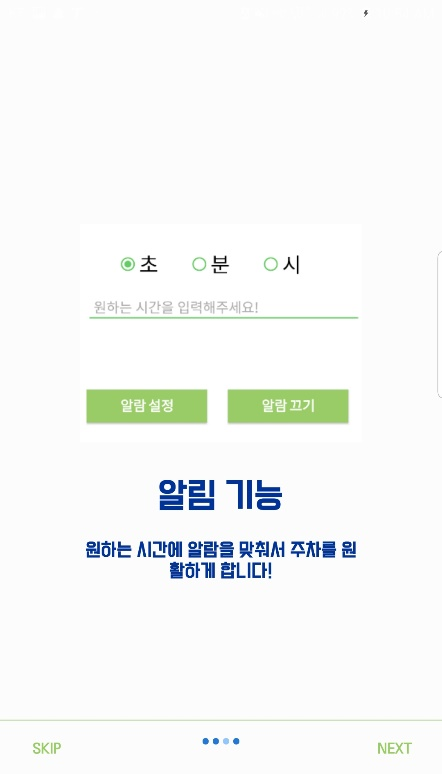 초 분 시
원하는 시간을 입력해주세요!
알람 설정 알람 끄기
알림 기능
원하는 시간에 알람을 맞춰서 주차를 원
활하게 합니다!
SKIP NEXT